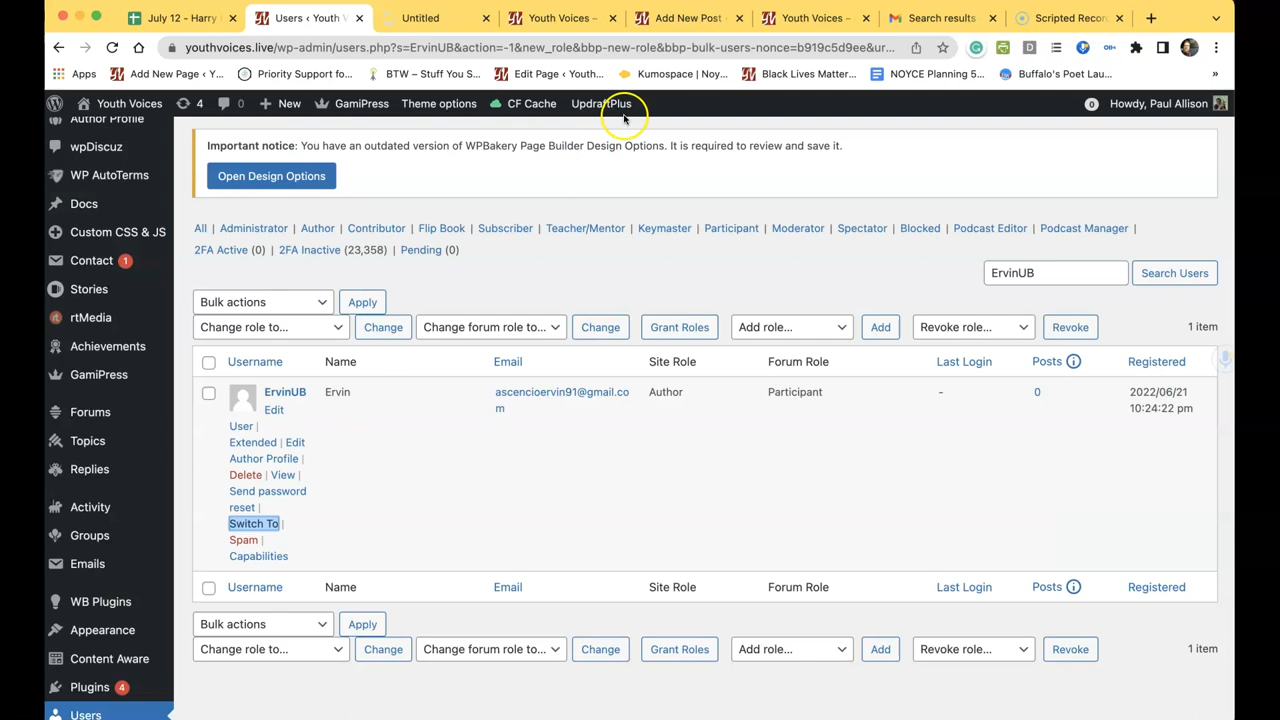 July 12 - Harry
Users ‹ Youth V
Untitled
Youth Voices –
Add New Post
Youth Voices –
Search results
Scripted Recor
youthvoices.live/wp-admin/users.php?s=ErvinUB&action=-1&new_role&bbp-new-role&bbp-bulk-users-nonce=b919c5d9ee&ur...
Apps
Add New Page ‹ Y...
Priority Support fo...
BTW – Stuff You S...
Edit Page ‹ Youth...
Kumospace | Noy...
Black Lives Matter...
NOYCE Planning 5...
Buffalo's Poet Lau...
»
Youth Voices
4
0
New
GamiPress
Theme options
CF Cache
UpdraftPlus
0
Howdy, Paul Allison
Author Profile
wpDiscuz
WP AutoTerms
Docs
Custom CSS & JS
Contact 1
Stories
rtMedia
Achievements
GamiPress
Forums
Topics
Replies
Activity
Groups
Emails
WB Plugins
Appearance
Content Aware
Plugins 4
Users
Important notice: You have an outdated version of WPBakery Page Builder Design Options. It is required to review and save it.
Open Design Options
All | Administrator | Author | Contributor | Flip Book | Subscriber | Teacher/Mentor | Keymaster | Participant | Moderator | Spectator | Blocked | Podcast Editor | Podcast Manager |
2FA Active (0) | 2FA Inactive (23,358) | Pending (0)
ErvinUB
Search Users
Bulk actions
Apply
Change role to...
Change
Change forum role to...
Change
Grant Roles
Add role...
Add
Revoke role...
Revoke
1 item
Username
Name
Email
Site Role
Forum Role
Last Login
Posts
Registered
ErvinUB
Edit
User |
Extended | Edit
Author Profile |
Delete | View |
Send password
reset |
Switch To |
Spam |
Capabilities
Ervin
ascencioervin91@gmail.co
m
Author
Participant
-
0
2022/06/21
10:24:22 pm
Username
Name
Email
Site Role
Forum Role
Last Login
Posts
Registered
Bulk actions
Apply
Change role to...
Change
Change forum role to...
Change
Grant Roles
Add role...
Add
Revoke role...
Revoke
1 item